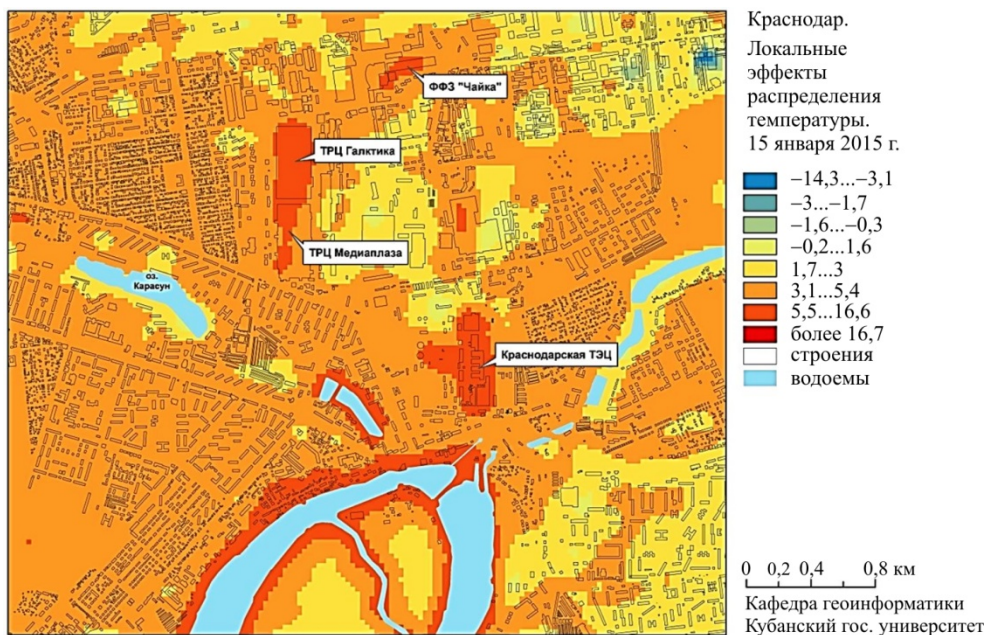 ФФЗ "Чайка"
ТРЦ Галктика
ТРЦ Медиаплаза
оз.
Карасун
Краснодарская ТЭЦ
Краснодар.
Локальные
эффекты
распределения
температуры.
15 января 2015 г.
–14,3...–3,1
–3...–1,7
–1,6...–0,3
–0,2...1,6
1,7...3
3,1...5,4
5,5...16,6
более 16,7
строения
водоемы
0 0,2 0,4 0,8 км
Кафедра геоинформатики
Кубанский гос. университет